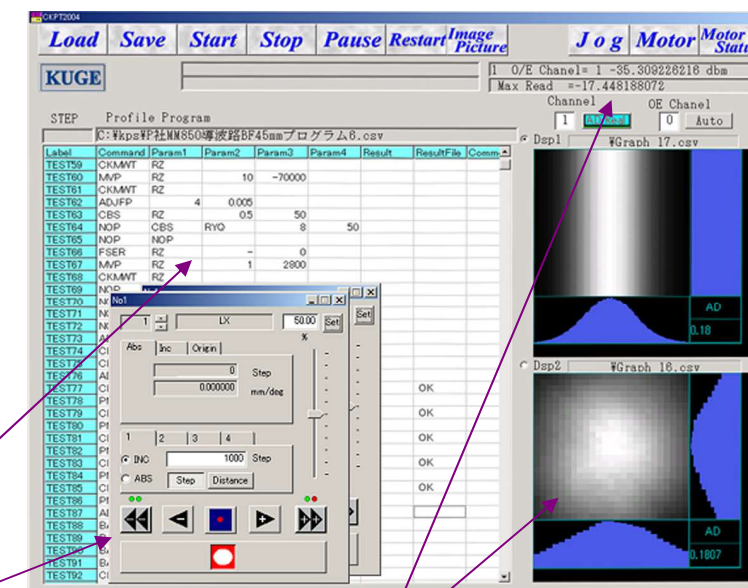 CKPT2004
Load Save Start Stop Pause Restart Image Picture Jog Motor Motor
KUGE
1 O/E Chanel= 1 -35.309226216 dbm
Max Read =-17.448188072
Channel OE Chanel
1 0 Auto
STEP Profile Program
C:¥kps¥P社MM850導波路BF45mmプログラム6.csv
Label Command Param1 Param2 Param3 Param4 Result ResultFile
TEST59 CKMWT RZ
TEST60 MVP RZ 10 -70000
TEST61 CKMWT RZ
TEST62 ADJFP 4 0.005
TEST63 CBS RZ 0.5 50
TEST64 NOP CBS RYO 8 50
TEST65 NOP NOP
TEST66 FSER RZ - 0
TEST67 MVP RZ 1 2800
TEST68 CKMWT RZ
TEST69 NOP
TEST70
TEST71
TEST72
TEST73
TEST74
TEST75
TEST76
TEST77 OK
TEST78
TEST79 OK
TEST80
TEST81 OK
TEST82
TEST83 OK
TEST84
TEST85 OK
TEST86
TEST87
TEST88
TEST89
TEST90
TEST91
TEST92
No1
1 LX 50.00 Set
Set
%
Abs Inc Origin
0 Step
0.000000 mm/deg
1 2 3 4
INC 1000 Step
ABS Step Distance
Dsp1 ¥Graph 17.csv
AD
0.18
Dsp2 ¥Graph 16.csv
AD
0.1807